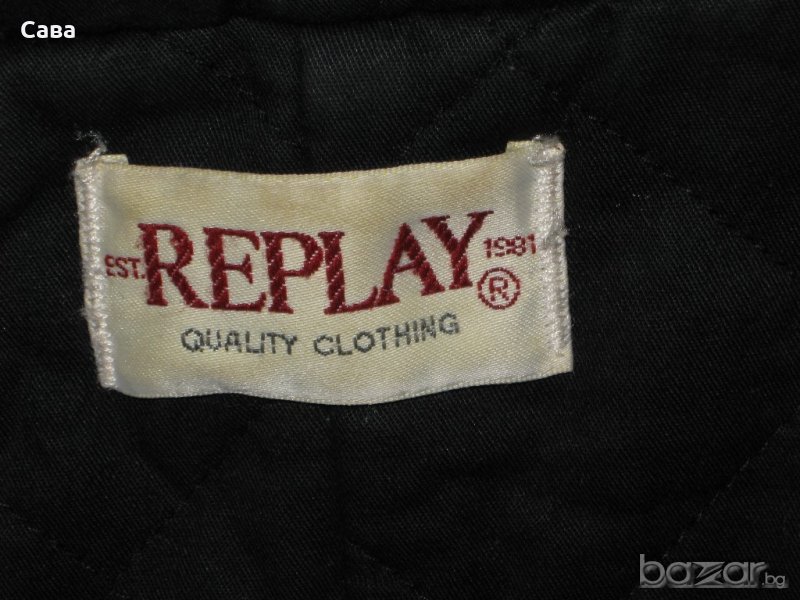 Сава
EST. REPLAY 1981 ®
QUALITY CLOTHING
bazar.bg